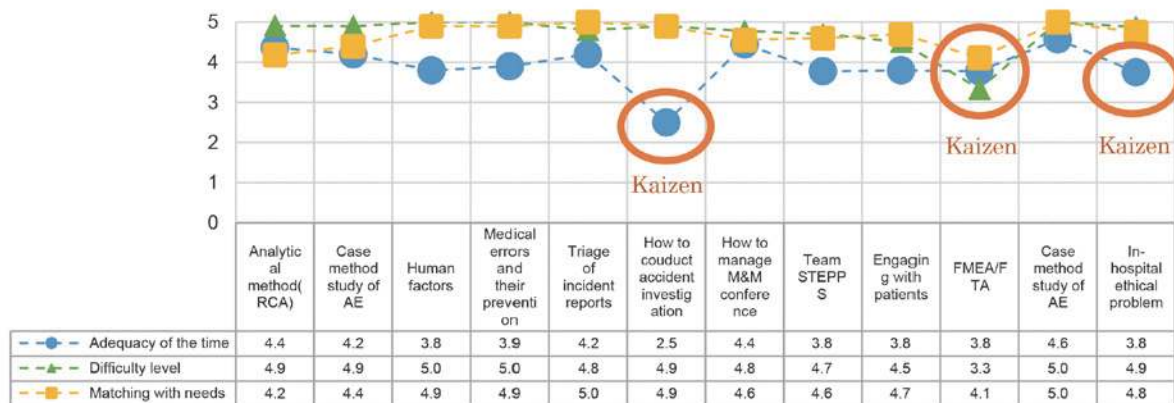 5
4
3
2
1
0
Kaizen
Kaizen
Kaizen
Analytic
al
method(
RCA)
Case
method
study of
AE
Human
factors
Medical
errors
and
their
preventi
on
Triage
of
incident
reports
How to
couduct
accident
investig
ation
How to
manage
M&M
confere
nce
Team
STEPP
S
Engagin
g with
patients
FMEA/F
TA
Case
method
study of
AE
In-
hospital
ethical
problem
Adequacy of the time 4.4 4.2 3.8 3.9 4.2 2.5 4.4 3.8 3.8 3.8 4.6 3.8
Difficulty level 4.9 4.9 5.0 5.0 4.8 4.9 4.8 4.7 4.5 3.3 5.0 4.9
Matching with needs 4.2 4.4 4.9 4.9 5.0 4.9 4.6 4.6 4.7 4.1 5.0 4.8